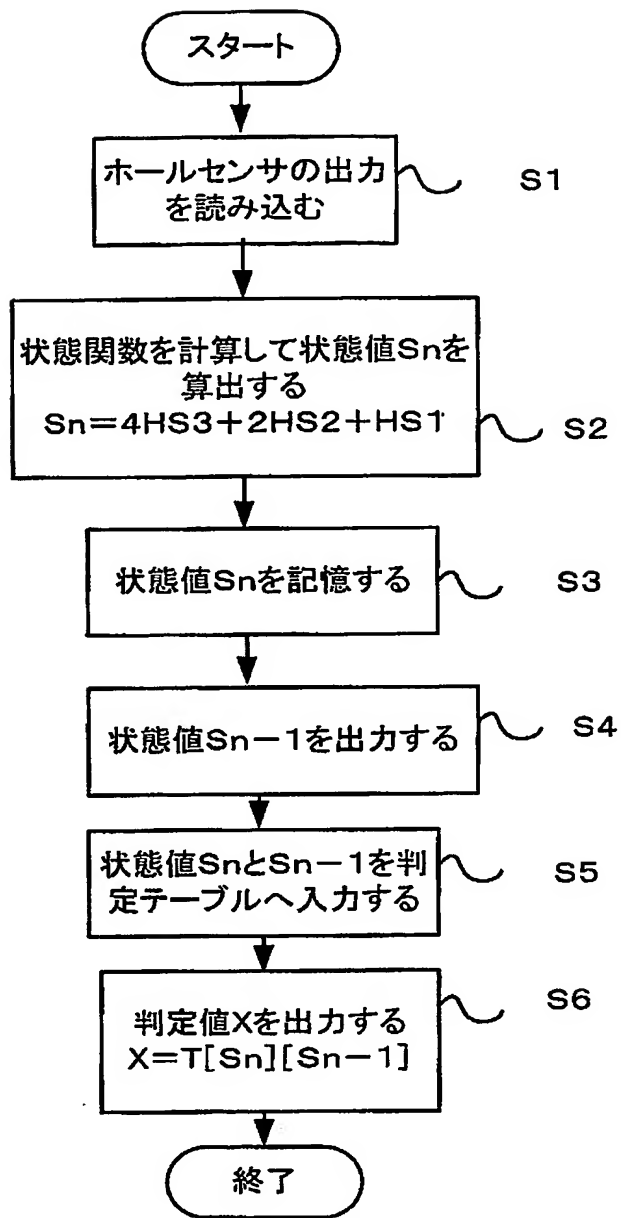 スタート
ホールセンサの出力
を読み込む
S1
状態関数を計算して状態値Snを
算出する
Sn=4HS3+2HS2+HS1
S2
状態値Snを記憶する
S3
状態値Sn-1を出力する
S4
状態値SnとSn-1を判
定テーブルへ入力する
S5
判定値Xを出力する
X=T[Sn][Sn-1]
S6
終了